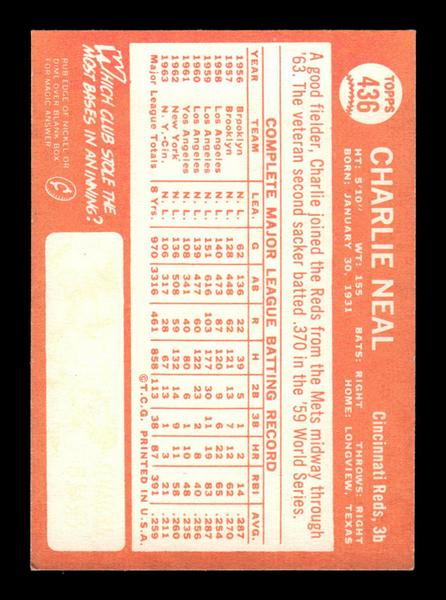 TOPPS
436
CHARLIE NEAL
Cincinnati Reds, 3b
HT: 5'10" WT: 155 BATS: RIGHT THROWS: RIGHT
BORN: JANUARY 30, 1931 HOME: LONGVIEW, TEXAS
A good fielder, Charlie joined the Reds from the Mets midway through
'63. The veteran second sacker batted .370 in the '59 World Series.
COMPLETE MAJOR LEAGUE BATTING RECORD
YEAR TEAM LEA. G AB R H 2B 3B HR RBI AVG.
1956 Brooklyn N. L. 62 136 22 39 5 1 2 14 .287
1957 Brooklyn N. L. 128 448 62 121 13 7 12 62 .270
1958 Los Angeles N. L. 140 473 87 120 9 6 22 65 .254
1959 Los Angeles N. L. 151 616 103 177 30 11 19 83 .287
1960 Los Angeles N. L. 139 477 60 122 23 2 8 40 .256
1961 Los Angeles N. L. 108 341 40 80 6 1 10 48 .235
1962 New York N. L. 136 508 59 132 14 9 11 58 .260
1963 N. Y.-Cin. N. L. 106 317 28 67 13 1 3 21 .211
Major League Totals 8 Yrs. 970 3316 461 858 113 38 87 391 .259
©T.C.G. PRINTED IN U.S.A.
WHICH CLUB STOLE THE
MOST BASES IN AN INNING?
RUB EDGE OF NICKEL OR
DIME OVER BLANK BOX
FOR MAGIC ANSWER